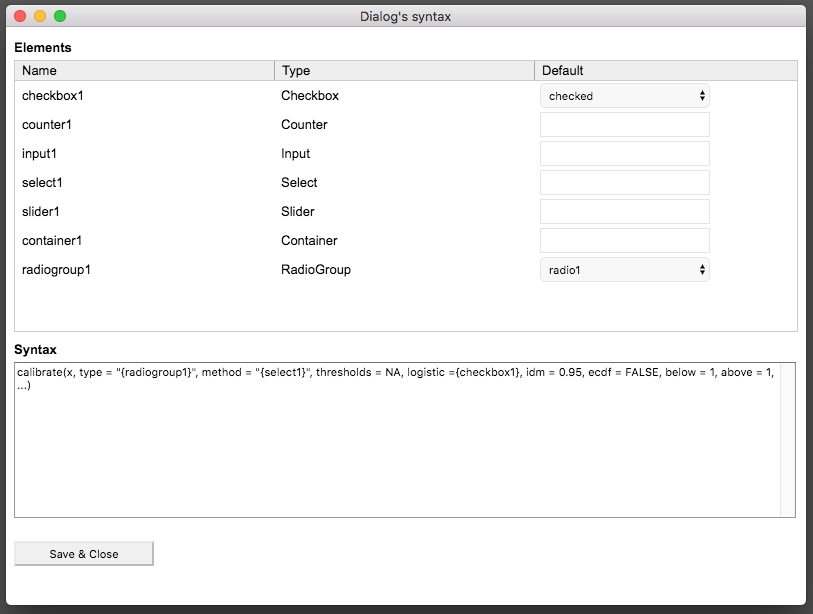 Dialog's syntax
Elements
Name Type Default
checkbox1 Checkbox checked
counter1 Counter
input1 Input
select1 Select
slider1 Slider
container1 Container
radiogroup1 RadioGroup radio1
Syntax
calibrate(x, type = "{radiogroup1}", method = "{select1}", thresholds = NA, logistic ={checkbox1}, idm = 0.95, ecdf = FALSE, below = 1, above = 1,
...)
Save & Close